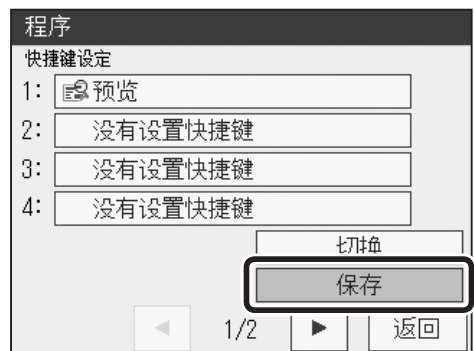 程序
快捷键设定
1: 预览
2: 没有设置快捷键
3: 没有设置快捷键
4: 没有设置快捷键
切换
保存
◀ 1/2 ▶ 返回